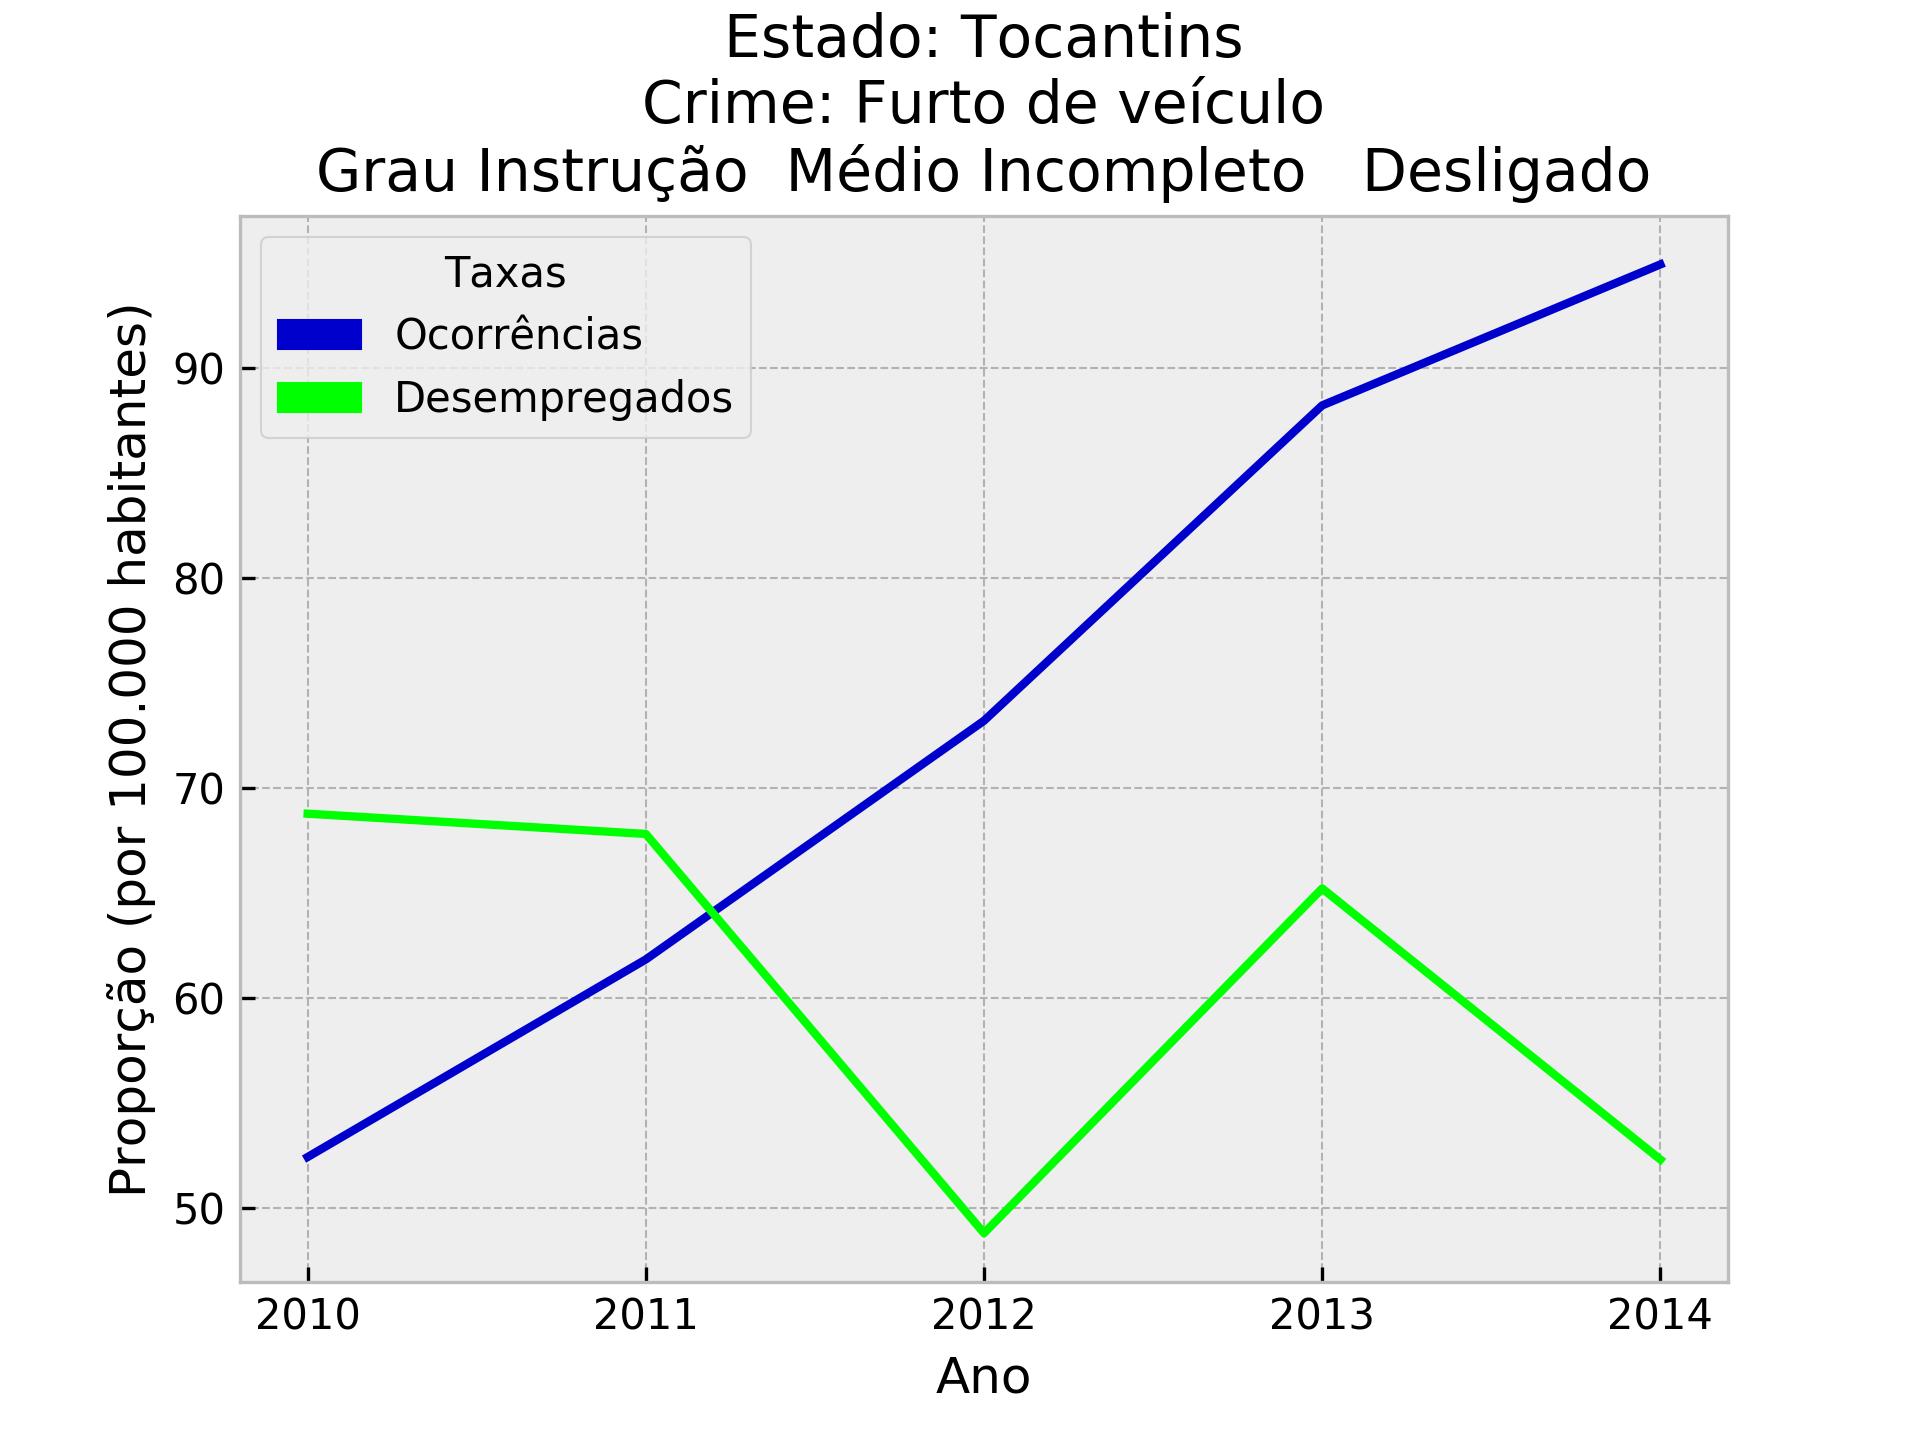 Estado: Tocantins
Crime: Furto de veículo
Grau Instrução  Médio Incompleto   Desligado
Taxas
Ocorrências
Desempregados
Proporção (por 100.000 habitantes)
90
80
70
60
50
2010 2011 2012 2013 2014
Ano